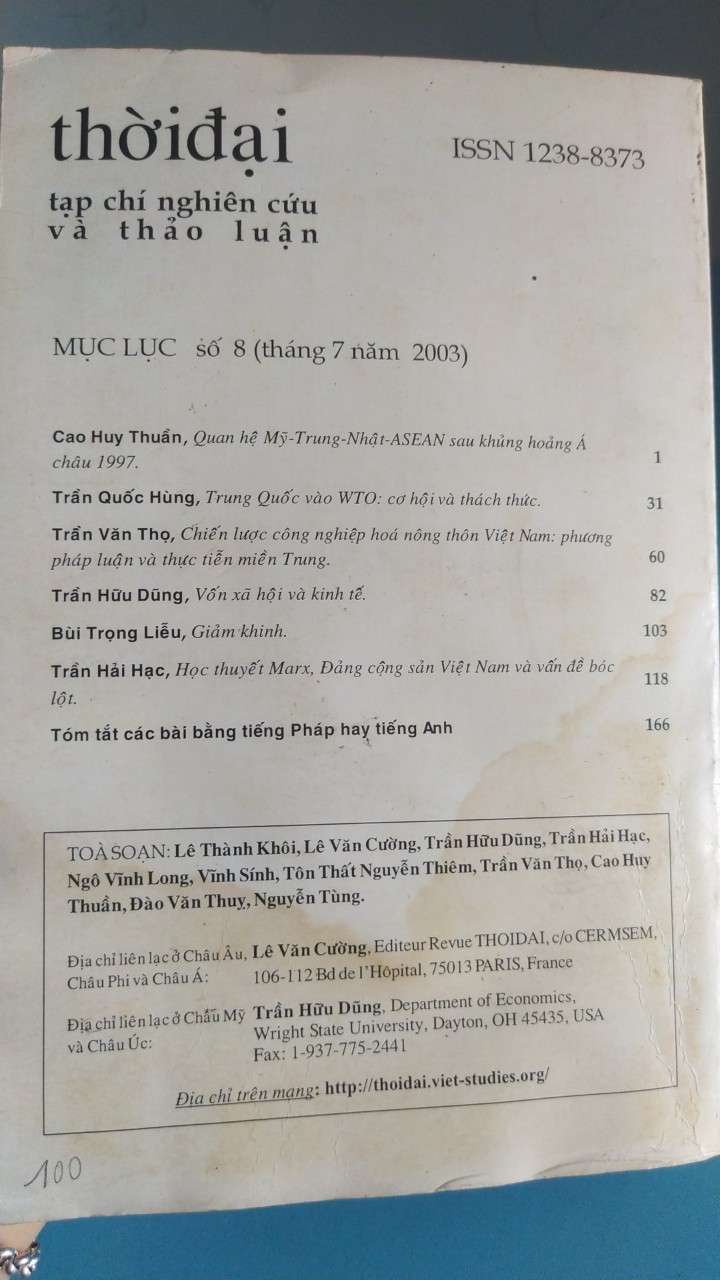 thờiđại
ISSN 1238-8373
tạp chí nghiên cứu
và thảo luận
MỤC LỤC số 8 (tháng 7 năm 2003)
Cao Huy Thuần, Quan hệ Mỹ-Trung-Nhật-ASEAN sau khủng hoảng Á
châu 1997. 1
Trần Quốc Hùng, Trung Quốc vào WTO: cơ hội và thách thức. 31
Trần Văn Thọ, Chiến lược công nghiệp hoá nông thôn Việt Nam: phương
pháp luận và thực tiễn miền Trung. 60
Trần Hữu Dũng, Vốn xã hội và kinh tế. 82
Bùi Trọng Liễu, Giảm khinh. 103
Trần Hải Hạc, Học thuyết Marx, Đảng cộng sản Việt Nam và vấn đề bóc
lột. 118
Tóm tắt các bài bằng tiếng Pháp hay tiếng Anh 166
TOÀ SOẠN: Lê Thành Khôi, Lê Văn Cường, Trần Hữu Dũng, Trần Hải Hạc,
Ngô Vĩnh Long, Vĩnh Sính, Tôn Thất Nguyễn Thiêm, Trần Văn Thọ, Cao Huy
Thuần, Đào Văn Thuỵ, Nguyễn Tùng.
Địa chỉ liên lạc ở Châu Âu, Lê Văn Cường, Editeur Revue THOIDAI, c/o CERMSEM,
Châu Phi và Châu Á: 106-112 Bd de l'Hôpital, 75013 PARIS, France
Địa chỉ liên lạc ở Châu Mỹ Trần Hữu Dũng, Department of Economics,
và Châu Úc: Wright State University, Dayton, OH 45435, USA
Fax: 1-937-775-2441
Địa chỉ trên mạng: http://thoidai.viet-studies.org/
100